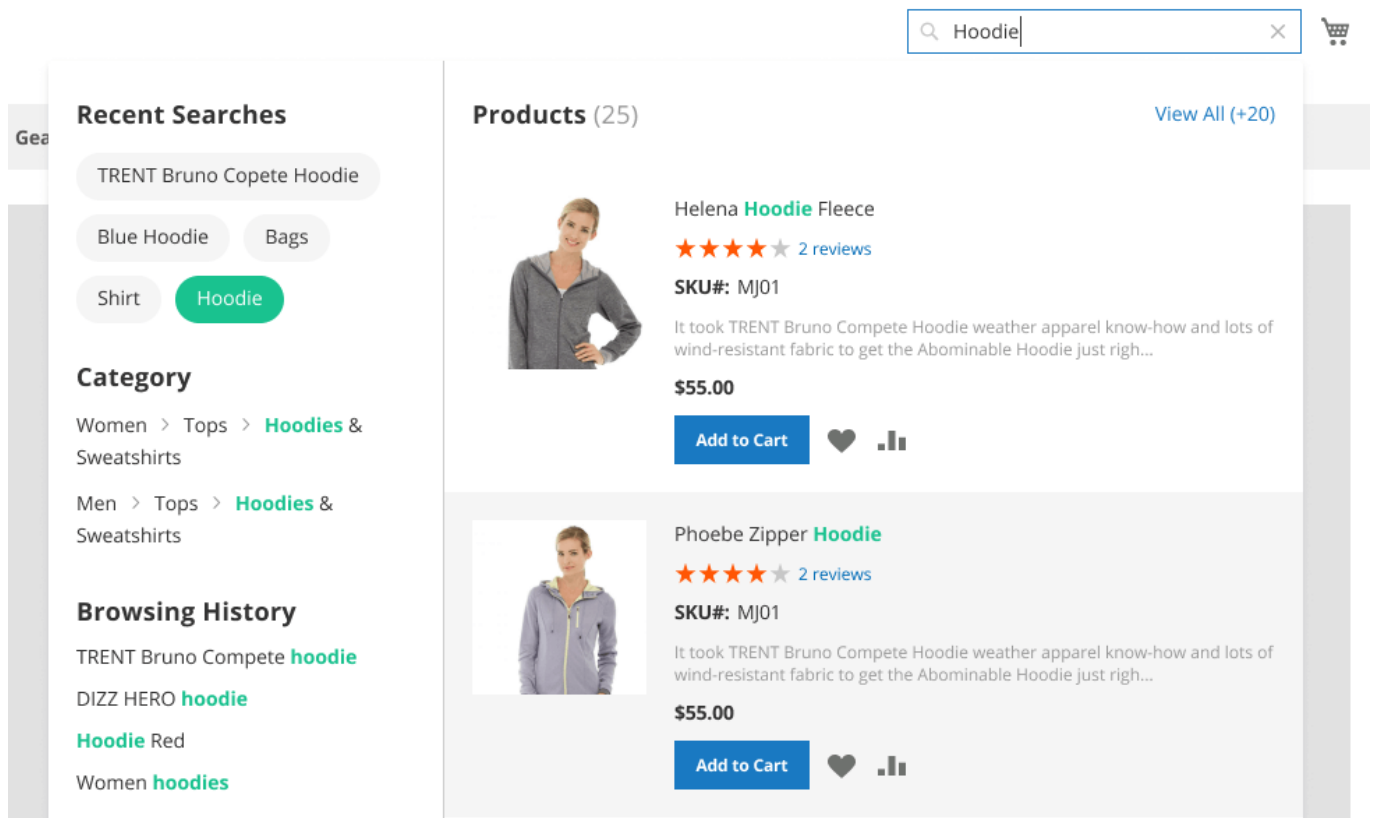 Hoodie
Gea
Recent Searches
TRENT Bruno Copete Hoodie
Blue Hoodie
Bags
Shirt
Hoodie
Category
Women > Tops > Hoodies &
Sweatshirts
Men > Tops > Hoodies &
Sweatshirts
Browsing History
TRENT Bruno Compete hoodie
DIZZ HERO hoodie
Hoodie Red
Women hoodies
Products (25)
View All (+20)
Helena Hoodie Fleece
2 reviews
SKU#: MJ01
It took TRENT Bruno Compete Hoodie weather apparel know-how and lots of
wind-resistant fabric to get the Abominable Hoodie just righ...
$55.00
Add to Cart
Phoebe Zipper Hoodie
2 reviews
SKU#: MJ01
It took TRENT Bruno Compete Hoodie weather apparel know-how and lots of
wind-resistant fabric to get the Abominable Hoodie just righ...
$55.00
Add to Cart